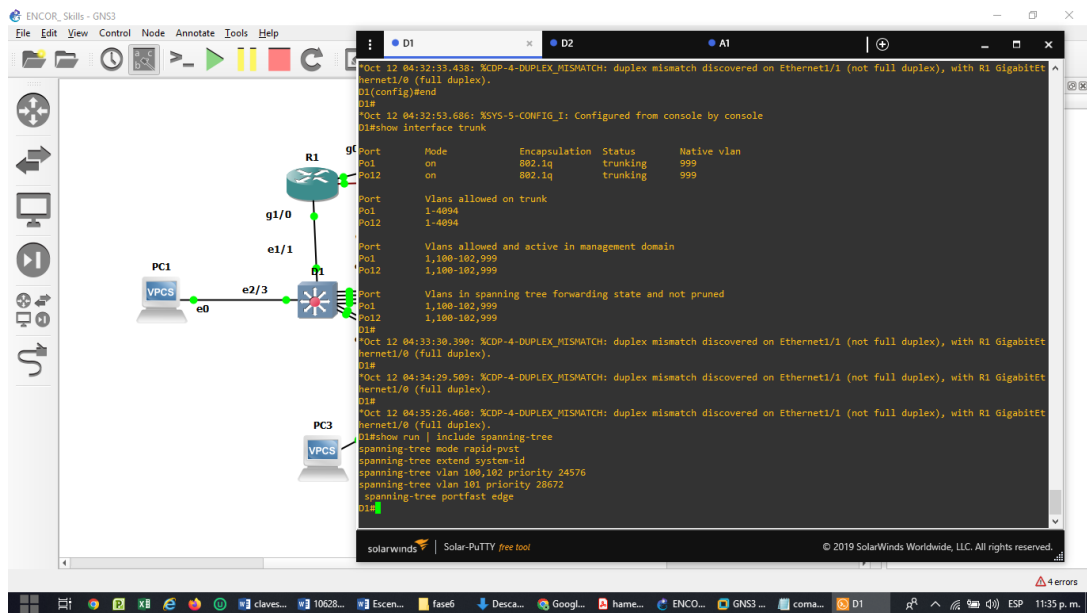 ENCOR_Skills - GNS3
File Edit View Control Node Annotate Tools Help
D1
D2
A1
*Oct 12 04:32:33.438: %CDP-4-DUPLEX_MISMATCH: duplex mismatch discovered on Ethernet1/1 (not full duplex), with R1 GigabitEt
hernet1/0 (full duplex).
D1(config)#end
D1#
*Oct 12 04:32:53.686: %SYS-5-CONFIG_I: Configured from console by console
D1#show interface trunk
Port Mode Encapsulation Status Native vlan
Po1 on 802.1q trunking 999
Po12 on 802.1q trunking 999
Port Vlans allowed on trunk
Po1 1-4094
Po12 1-4094
Port Vlans allowed and active in management domain
Po1 1,100-102,999
Po12 1,100-102,999
Port Vlans in spanning tree forwarding state and not pruned
Po1 1,100-102,999
Po12 1,100-102,999
D1#
*Oct 12 04:33:30.390: %CDP-4-DUPLEX_MISMATCH: duplex mismatch discovered on Ethernet1/1 (not full duplex), with R1 GigabitEt
hernet1/0 (full duplex).
D1#
*Oct 12 04:34:29.509: %CDP-4-DUPLEX_MISMATCH: duplex mismatch discovered on Ethernet1/1 (not full duplex), with R1 GigabitEt
hernet1/0 (full duplex).
D1#
*Oct 12 04:35:26.460: %CDP-4-DUPLEX_MISMATCH: duplex mismatch discovered on Ethernet1/1 (not full duplex), with R1 GigabitEt
hernet1/0 (full duplex).
D1#show run | include spanning-tree
spanning-tree mode rapid-pvst
spanning-tree extend system-id
spanning-tree vlan 100,102 priority 24576
spanning-tree vlan 101 priority 28672
spanning-tree portfast edge
D1#
R1
g1/0
e1/1
D1
PC1
VPCS
e0
e2/3
PC3
VPCS
solarwinds Solar-PuTTY free tool
© 2019 SolarWinds Worldwide, LLC. All rights reserved.
4 errors
claves... 10628... Escen... fase6 Desca... Googl... hame... ENCO... GNS3 ... coma... D1 ESP 11:35 p. m.